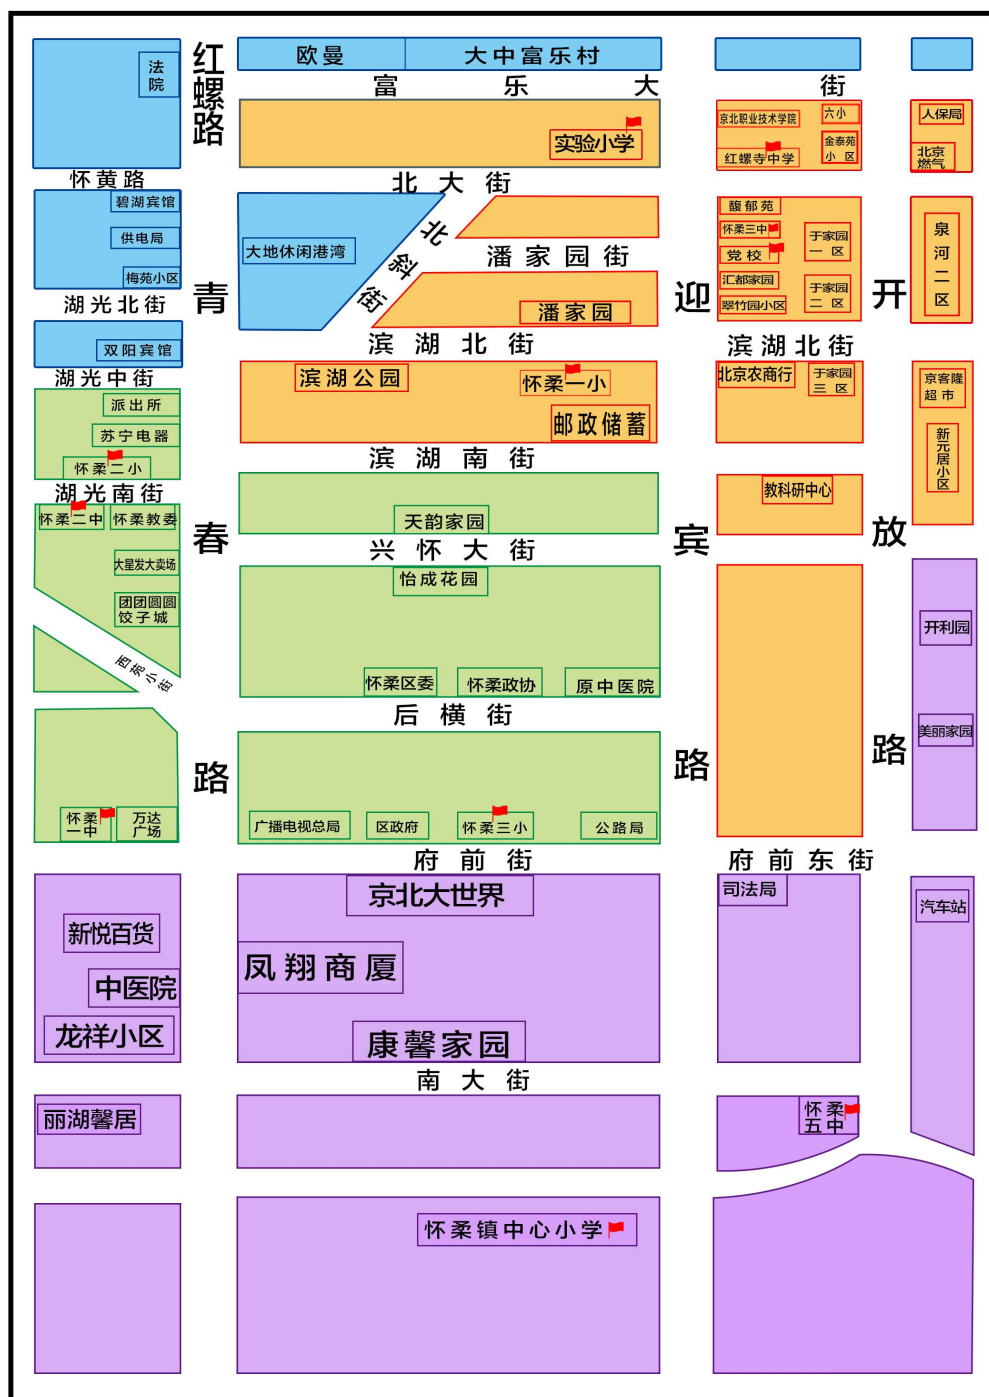 红螺路
欧曼
大中富乐村
法院
富乐大街
实验小学
京北职业技术学院
六小
红螺寺中学
金泰苑
小区
人保局
北京
燃气
怀黄路
北大街
碧湖宾馆
供电局
梅苑小区
大地休闲港湾
北斜街
潘家园街
潘家园
馥郁苑
怀柔三中
党校
汇都家园
翠竹园小区
于家园
一区
于家园
二区
泉河二区
湖光北街
青春路
迎宾路
开放路
滨湖北街
滨湖北街
双阳宾馆
湖光中街
滨湖公园
怀柔一小
邮政储蓄
北京农商行
于家园
三区
京客隆
超市
新元居小区
派出所
苏宁电器
怀柔二小
滨湖南街
湖光南街
怀柔二中
怀柔教委
天韵家园
教科研中心
兴怀大街
大星发大卖场
团团圆圆
饺子城
怡成花园
西苑小街
怀柔区委
怀柔政协
原中医院
开利园
美丽家园
后横街
怀柔
一中
万达
广场
广播电视总局
区政府
怀柔三小
公路局
府前街
府前东街
京北大世界
司法局
汽车站
新悦百货
凤翔商厦
中医院
龙祥小区
康馨家园
南大街
丽湖馨居
怀柔
五中
怀柔镇中心小学